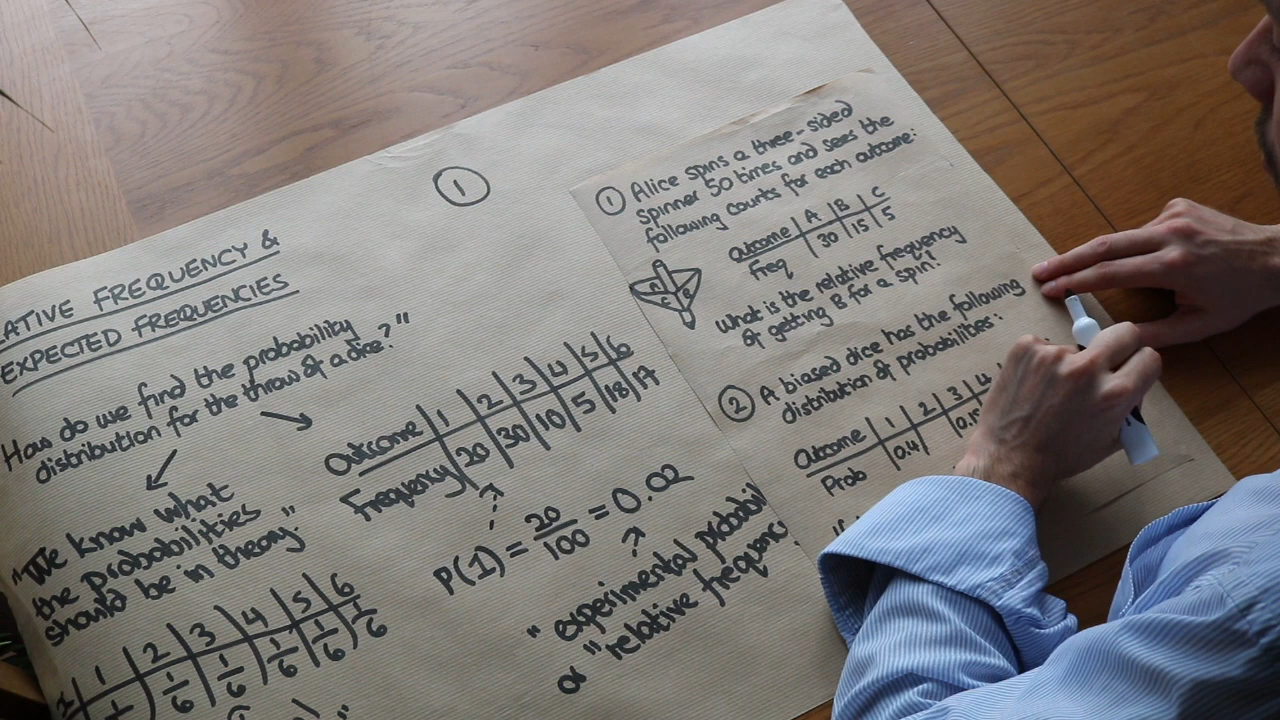 ①
LATIVE FREQUENCY &
EXPECTED FREQUENCIES
How do we find the probability
distribution for the throw of a dice?"
"We know what
the probabilities
should be in theory."
1 2 3 4 5 6
1/6 1/6 1/6 1/6 1/6
Outcome 1 2 3 4 5 6
Frequency 20 30 10 5 18 17
P(1) = 20/100 = 0.02
"experimental probabil
or "relative frequenc
① Alice spins a three-sided
spinner 50 times and sees the
following counts for each outcome:
Outcome A B C
Freq 30 15 5
A B C
What is the relative frequency
of getting B for a spin?
② A biased dice has the following
distribution of probabilities:
Outcome 1 2 3 4
Prob 0.4 0.15
If